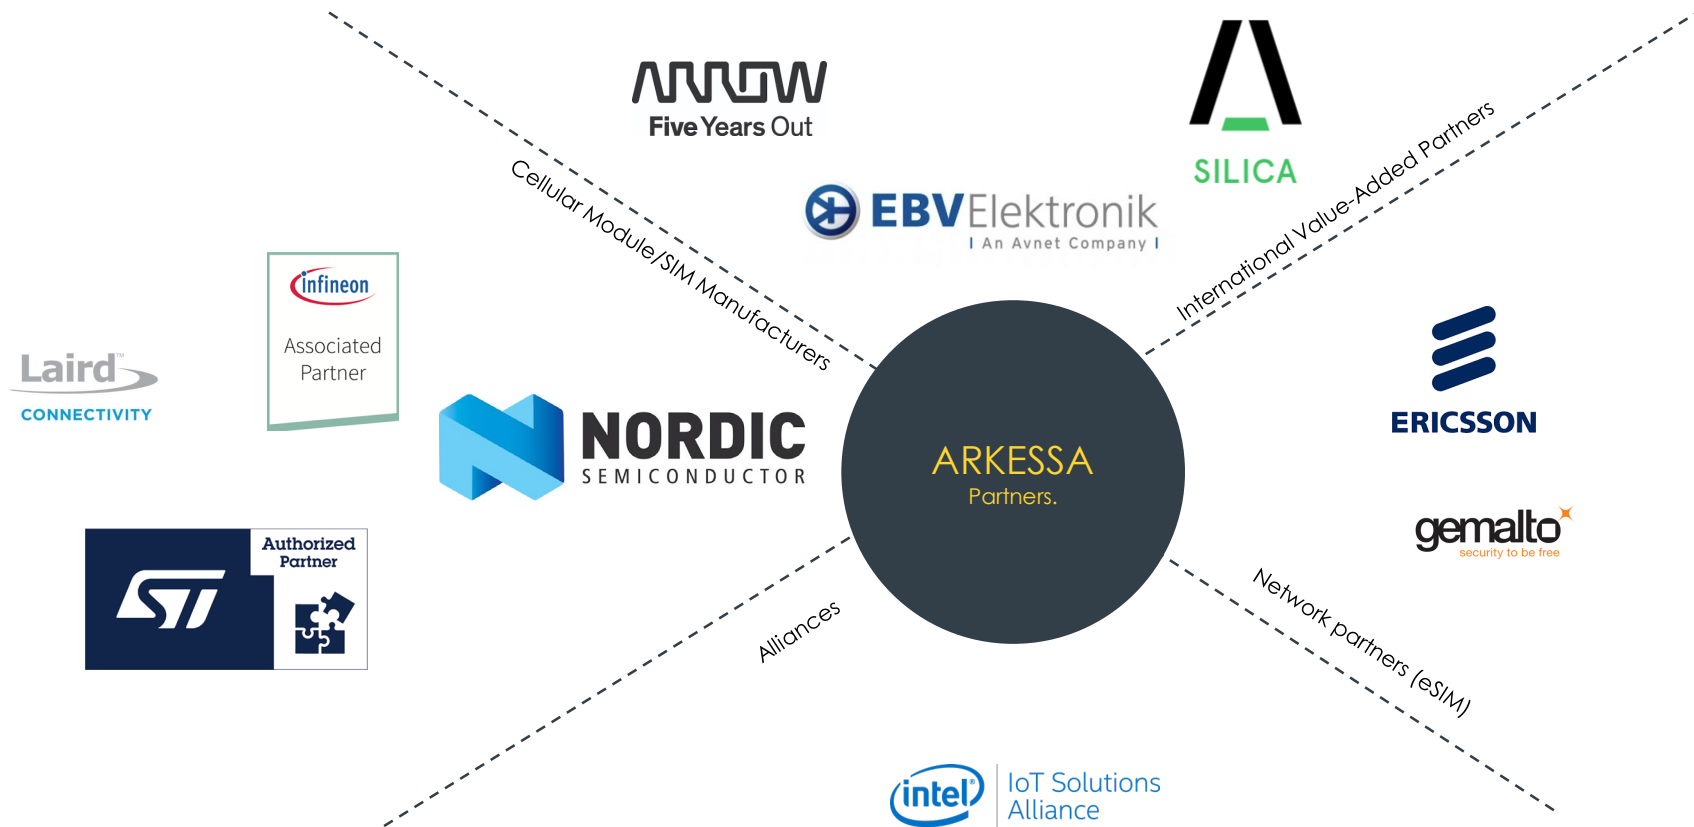 ARROW
Five Years Out
SILICA
EBVElektronik
An Avnet Company
Cellular Module/SIM Manufacturers
International Value-Added Partners
infineon
Associated
Partner
Laird™
CONNECTIVITY
NORDIC
SEMICONDUCTOR
ERICSSON
ARKESSA
Partners.
gemalto
security to be free
ST
Authorized
Partner
Alliances
Network partners (eSIM)
intel®
IoT Solutions
Alliance